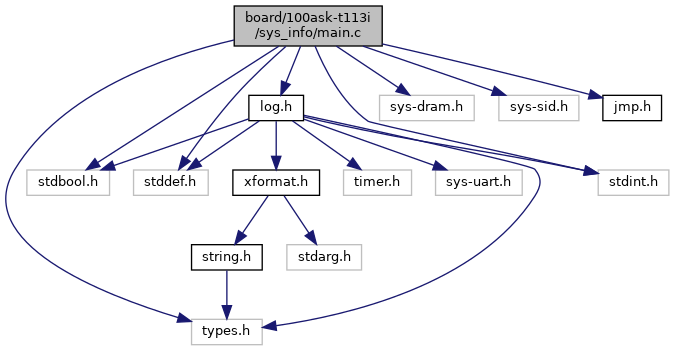 board/100ask-t113i
/sys_info/main.c
log.h
sys-dram.h
sys-sid.h
jmp.h
stdbool.h
stddef.h
xformat.h
timer.h
sys-uart.h
stdint.h
string.h
stdarg.h
types.h